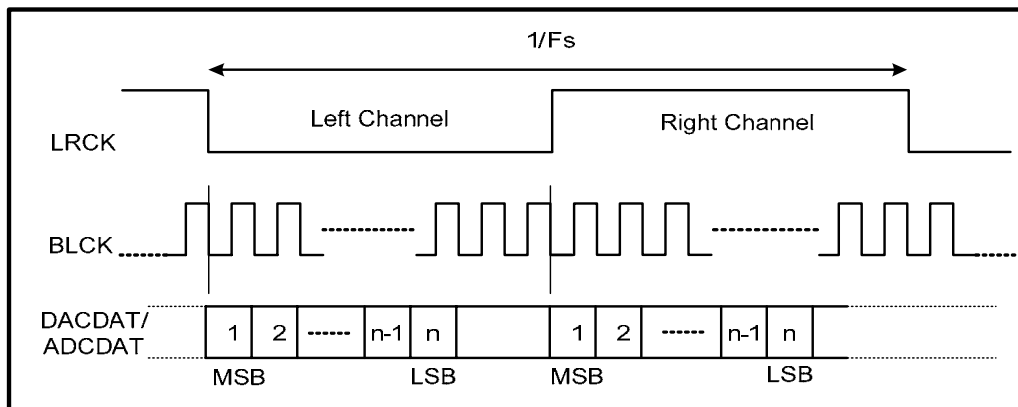 1/Fs
LRCK
Left Channel
Right Channel
BLCK
DACDAT/
ADCDAT
1 2 n-1 n 1 2 n-1 n
MSB LSB MSB LSB